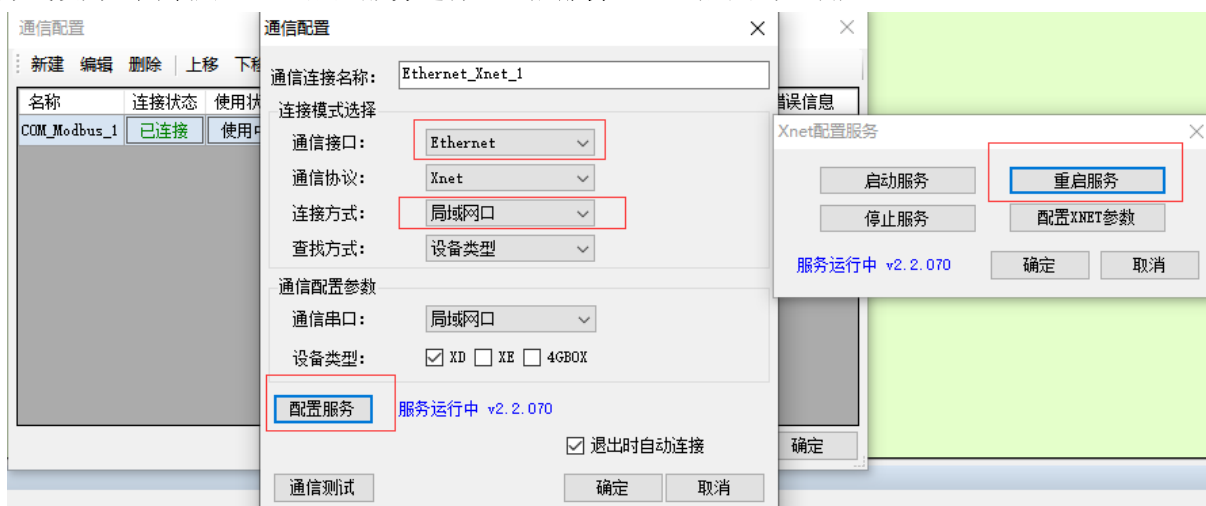 通信配置
新建 编辑 删除 上移
名称 连接状态
COM_Modbus_1 已连接
确定
通信配置
通信连接名称: Ethernet_Xnet_1
连接模式选择
通信接口: Ethernet
通信协议: Xnet
连接方式: 局域网口
查找方式: 设备类型
通信配置参数
通信串口: 局域网口
设备类型: XD XE 4GBOX
配置服务 服务运行中 v2.2.070
退出时自动连接
通信测试 确定 取消
Xnet配置服务
启动服务 重启服务
停止服务 配置XNET参数
服务运行中 v2.2.070 确定 取消